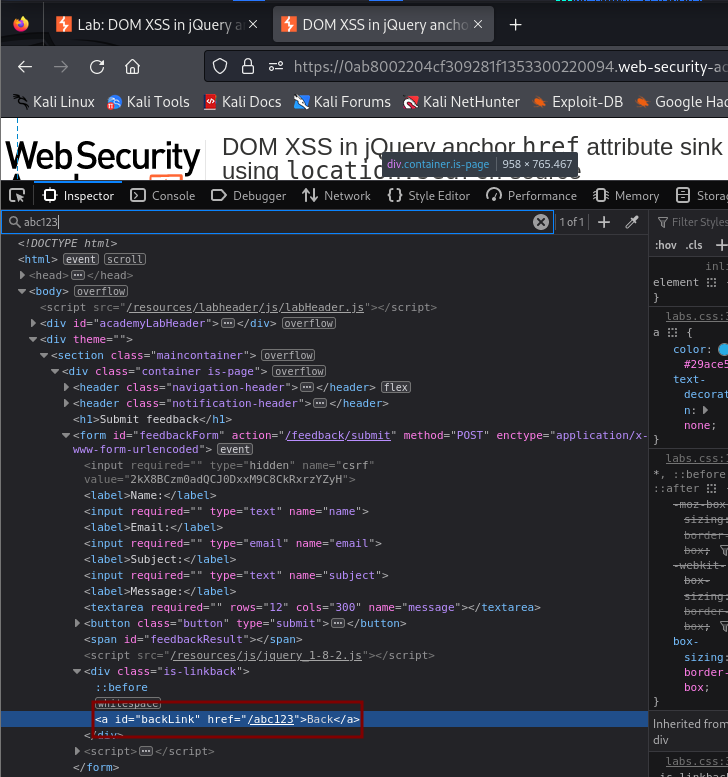 Lab: DOM XSS in jQuery a
DOM XSS in jQuery ancho
https://0ab8002204cf309281f1353300220094.web-security-ac
Kali Linux
Kali Tools
Kali Docs
Kali Forums
Kali NetHunter
Exploit-DB
Google Hac
WebSecurity
DOM XSS in jQuery anchor href attribute sink
using location.search source
div.container.is-page 958 × 765.467
Inspector
Console
Debugger
Network
Style Editor
Performance
Memory
Storag
abc123
1 of 1
Filter Styles
<!DOCTYPE html>
<html> event scroll
<head> </head>
<body> overflow
<script src="/resources/labheader/js/labHeader.js"></script>
<div id="academyLabHeader"> </div> overflow
<div theme="">
<section class="maincontainer"> overflow
<div class="container is-page"> overflow
<header class="navigation-header"> </header> flex
<header class="notification-header"> </header>
<h1>Submit feedback</h1>
<form id="feedbackForm" action="/feedback/submit" method="POST" enctype="application/x-
www-form-urlencoded"> event
<input required="" type="hidden" name="csrf"
value="2kX8BCzm0adQCJ0DxxM9C8CkRxrzYZyH">
<label>Name:</label>
<input required="" type="text" name="name">
<label>Email:</label>
<input required="" type="email" name="email">
<label>Subject:</label>
<input required="" type="text" name="subject">
<label>Message:</label>
<textarea required="" rows="12" cols="300" name="message"></textarea>
<button class="button" type="submit"> </button>
<span id="feedbackResult"></span>
<script src="/resources/js/jquery_1-8-2.js"></script>
<div class="is-linkback">
::before
whitespace
<a id="backLink" href="/abc123">Back</a>
</div>
<script> </script>
</form>
:hov .cls +
inli
element {
}
labs.css:
a {
color:
#29ace5
text-
decorat
n:
none;
}
labs.css:
*, ::before
::after
-moz-box-
sizing:
border-
box;
-webkit-
box-
sizing:
border-
box;
box-
sizing:
border-
box;
}
Inherited from
div
labs.cs
.is-linkback